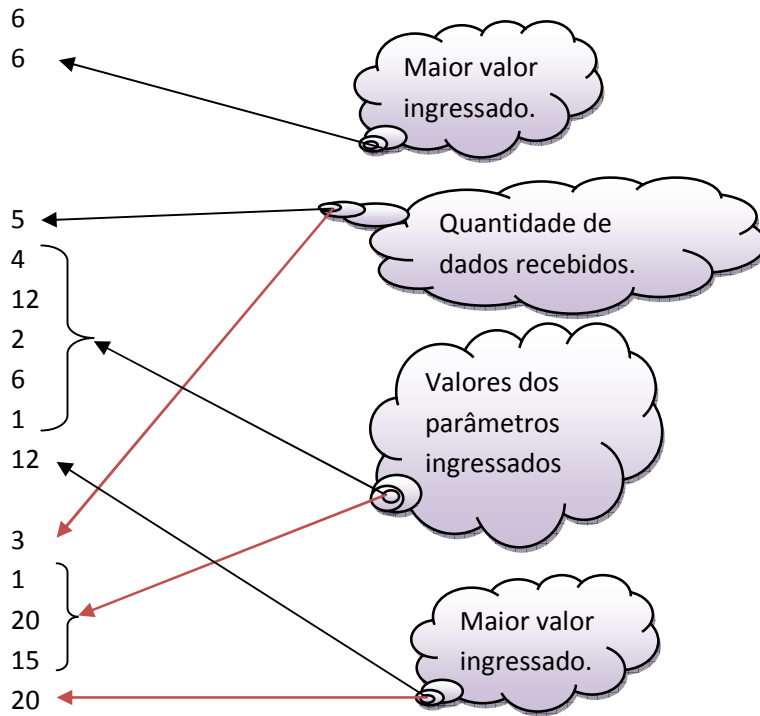 6
6
Maior valor
ingressado.
5
Quantidade de
dados recebidos.
4
12
2
6
1
Valores dos
parâmetros
ingressados
12
3
1
20
15
Maior valor
ingressado.
20